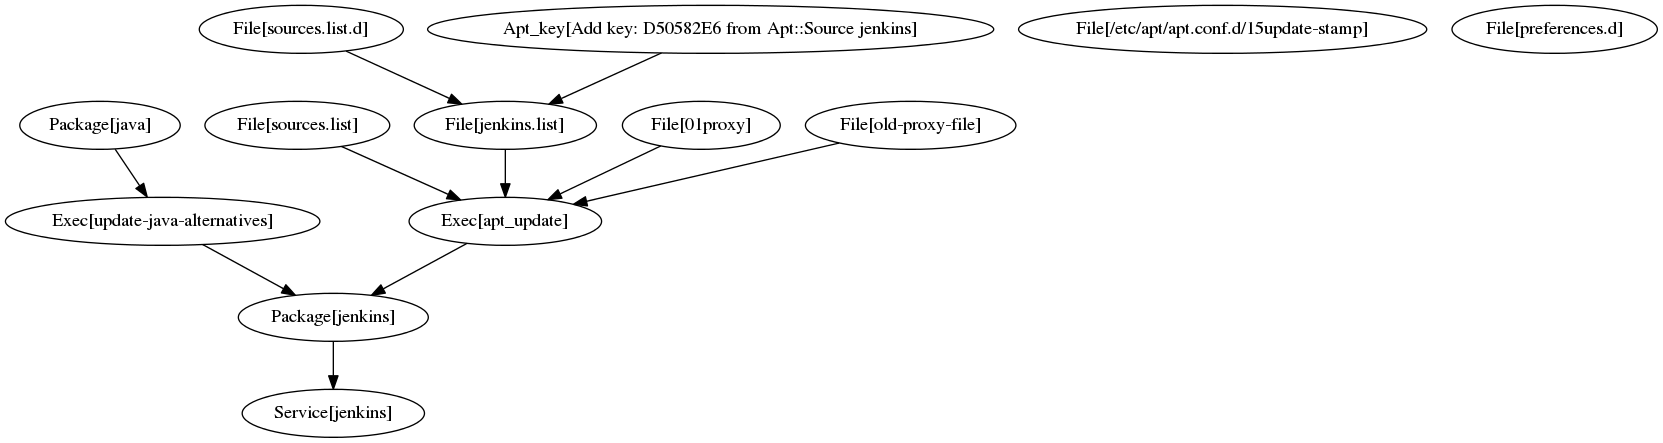 File[sources.list.d]
Apt_key[Add key: D50582E6 from Apt::Source jenkins]
File[/etc/apt/apt.conf.d/15update-stamp]
File[preferences.d]
Package[java]
File[sources.list]
File[jenkins.list]
File[01proxy]
File[old-proxy-file]
Exec[update-java-alternatives]
Exec[apt_update]
Package[jenkins]
Service[jenkins]